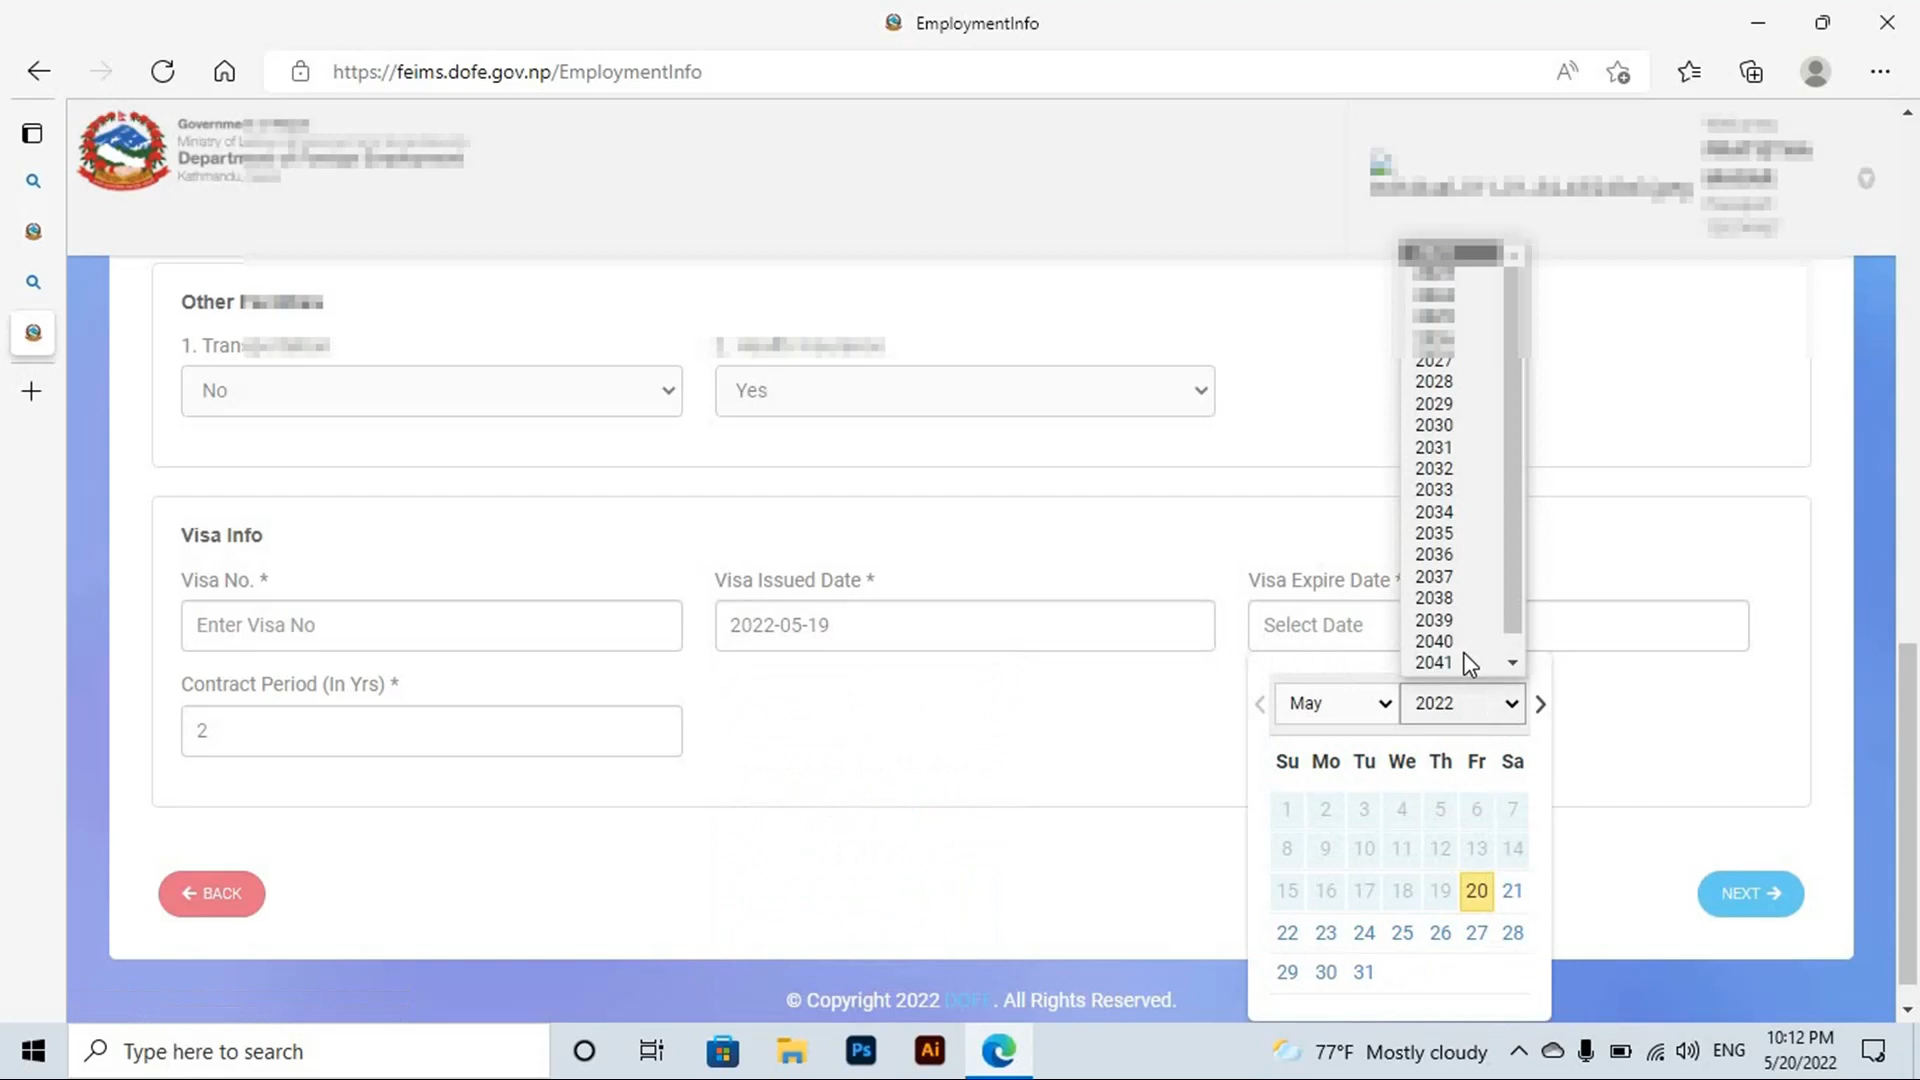 EmploymentInfo
https://feims.dofe.gov.np/EmploymentInfo
Kathmandu,
Other
1.
No
Yes
2027
2028
2029
2030
2031
2032
2033
2034
2035
2036
2037
2038
2039
2040
2041
Visa Info
Visa No. *
Enter Visa No
Visa Issued Date *
2022-05-19
Visa Expire Date *
Select Date
Contract Period (In Yrs) *
2
May
2022
Su Mo Tu We Th Fr Sa
1 2 3 4 5 6 7
8 9 10 11 12 13 14
15 16 17 18 19 20 21
22 23 24 25 26 27 28
29 30 31
BACK
NEXT
© Copyright 2022 DOFE. All Rights Reserved.
Type here to search
Ps
Ai
77°F Mostly cloudy
ENG
10:12 PM
5/20/2022